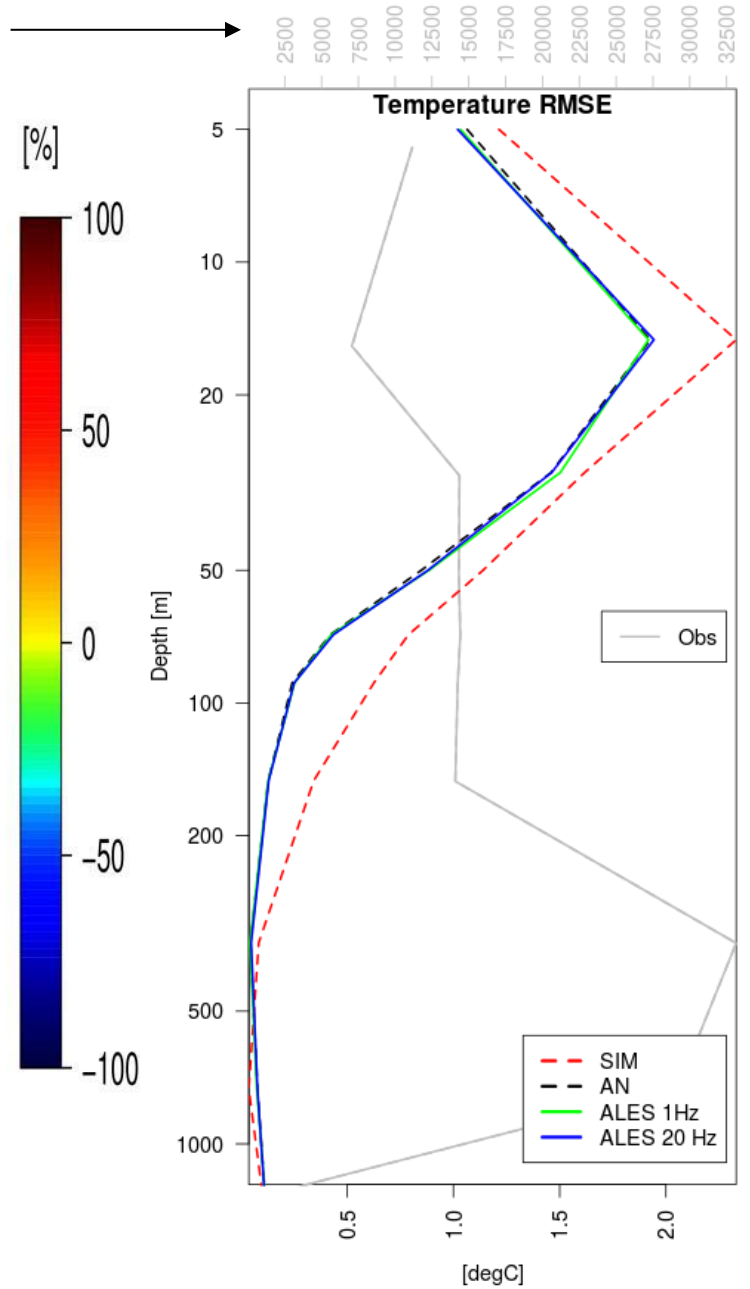 2500 5000 7500 10000 12500 15000 17500 20000 22500 25000 27500 30000 32500
[%]
100
50
0
−50
−100
Temperature RMSE
5
10
20
50
100
200
500
1000
Depth [m]
Obs
SIM
AN
ALES 1Hz
ALES 20 Hz
0.5 1.0 1.5 2.0
[degC]